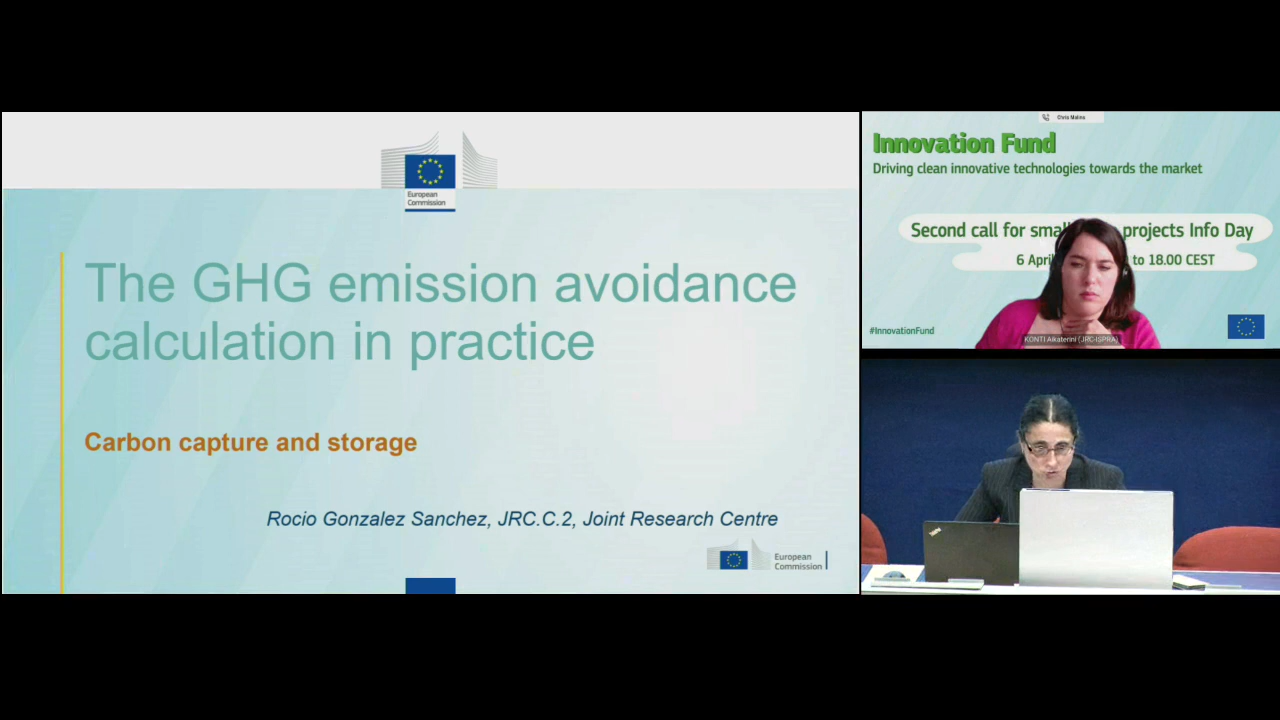 European
Commission
The GHG emission avoidance
calculation in practice
Carbon capture and storage
Rocio Gonzalez Sanchez, JRC.C.2, Joint Research Centre
European
Commission
Chris Malins
Innovation Fund
Driving clean innovative technologies towards the market
Second call for small projects Info Day
6 April to 18.00 CEST
#InnovationFund
KONTI Aikaterini (JRC-ISPRA)